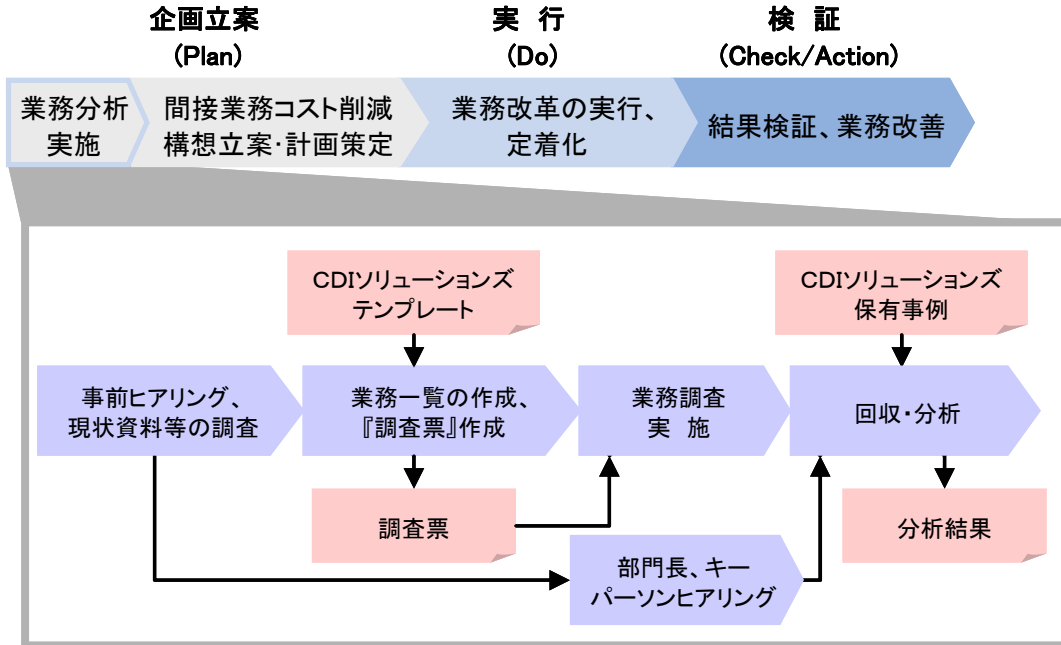 企画立案
(Plan)
実 行
(Do)
検 証
(Check/Action)
業務分析
実施
間接業務コスト削減
構想立案・計画策定
業務改革の実行、
定着化
結果検証、業務改善
CDIソリューションズ
テンプレート
CDIソリューションズ
保有事例
事前ヒアリング、
現状資料等の調査
業務一覧の作成、
『調査票』作成
業務調査
実 施
回収・分析
調査票
分析結果
部門長、キー
パーソンヒアリング